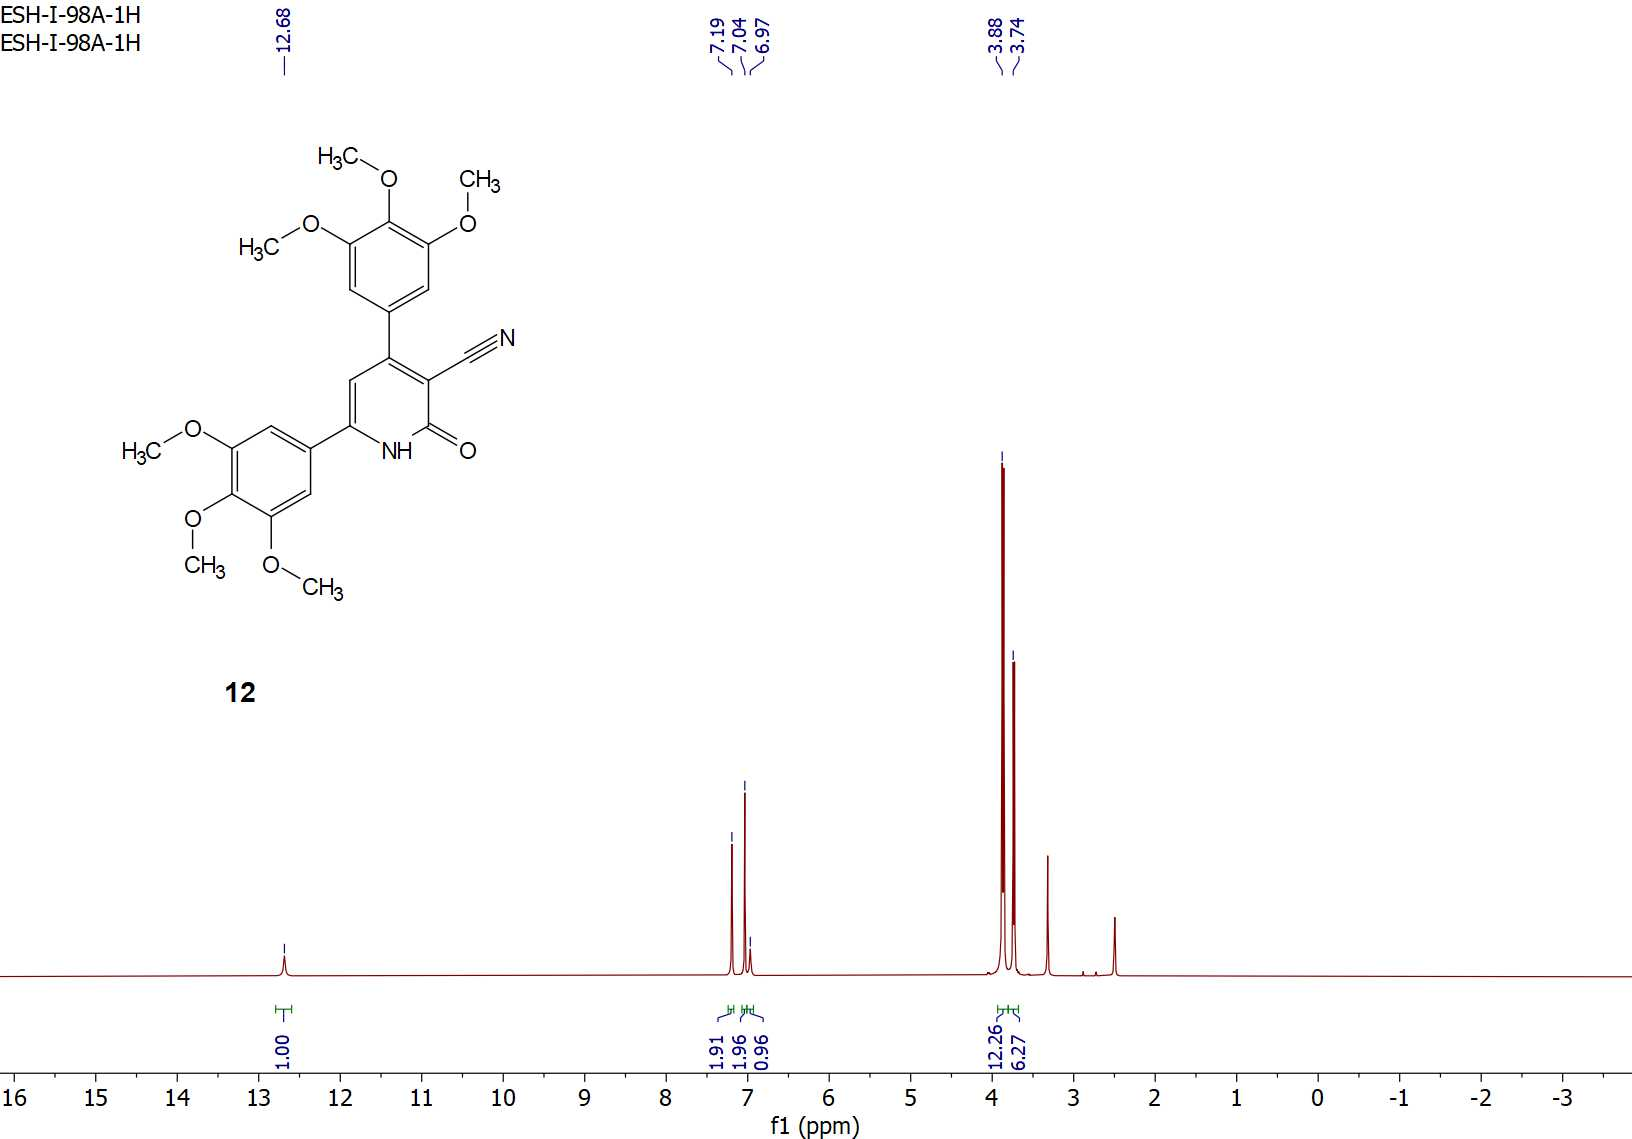 ESH-I-98A-1H
ESH-I-98A-1H
12.68
7.19
7.04
6.97
3.88
3.74
H3C
O
CH3
O
O
H3C
N
O
H3C
NH
O
O
CH3
O
CH3
12
1.00
1.91
1.96
0.96
12.26
6.27
16 15 14 13 12 11 10 9 8 7 6 5 4 3 2 1 0 -1 -2 -3
f1 (ppm)